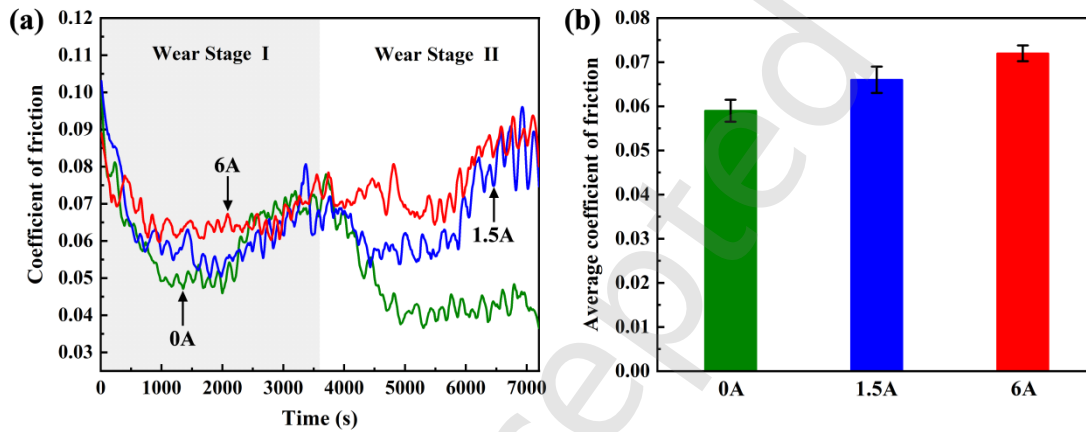 (a)
Coefficient of friction
0.12
0.11
0.10
0.09
0.08
0.07
0.06
0.05
0.04
0.03
Wear Stage I
Wear Stage II
6A
0A
1.5A
0 1000 2000 3000 4000 5000 6000 7000
Time (s)
(b)
Average coefficient of friction
0.08
0.07
0.06
0.05
0.04
0.03
0.02
0.01
0.00
0A 1.5A 6A
epted